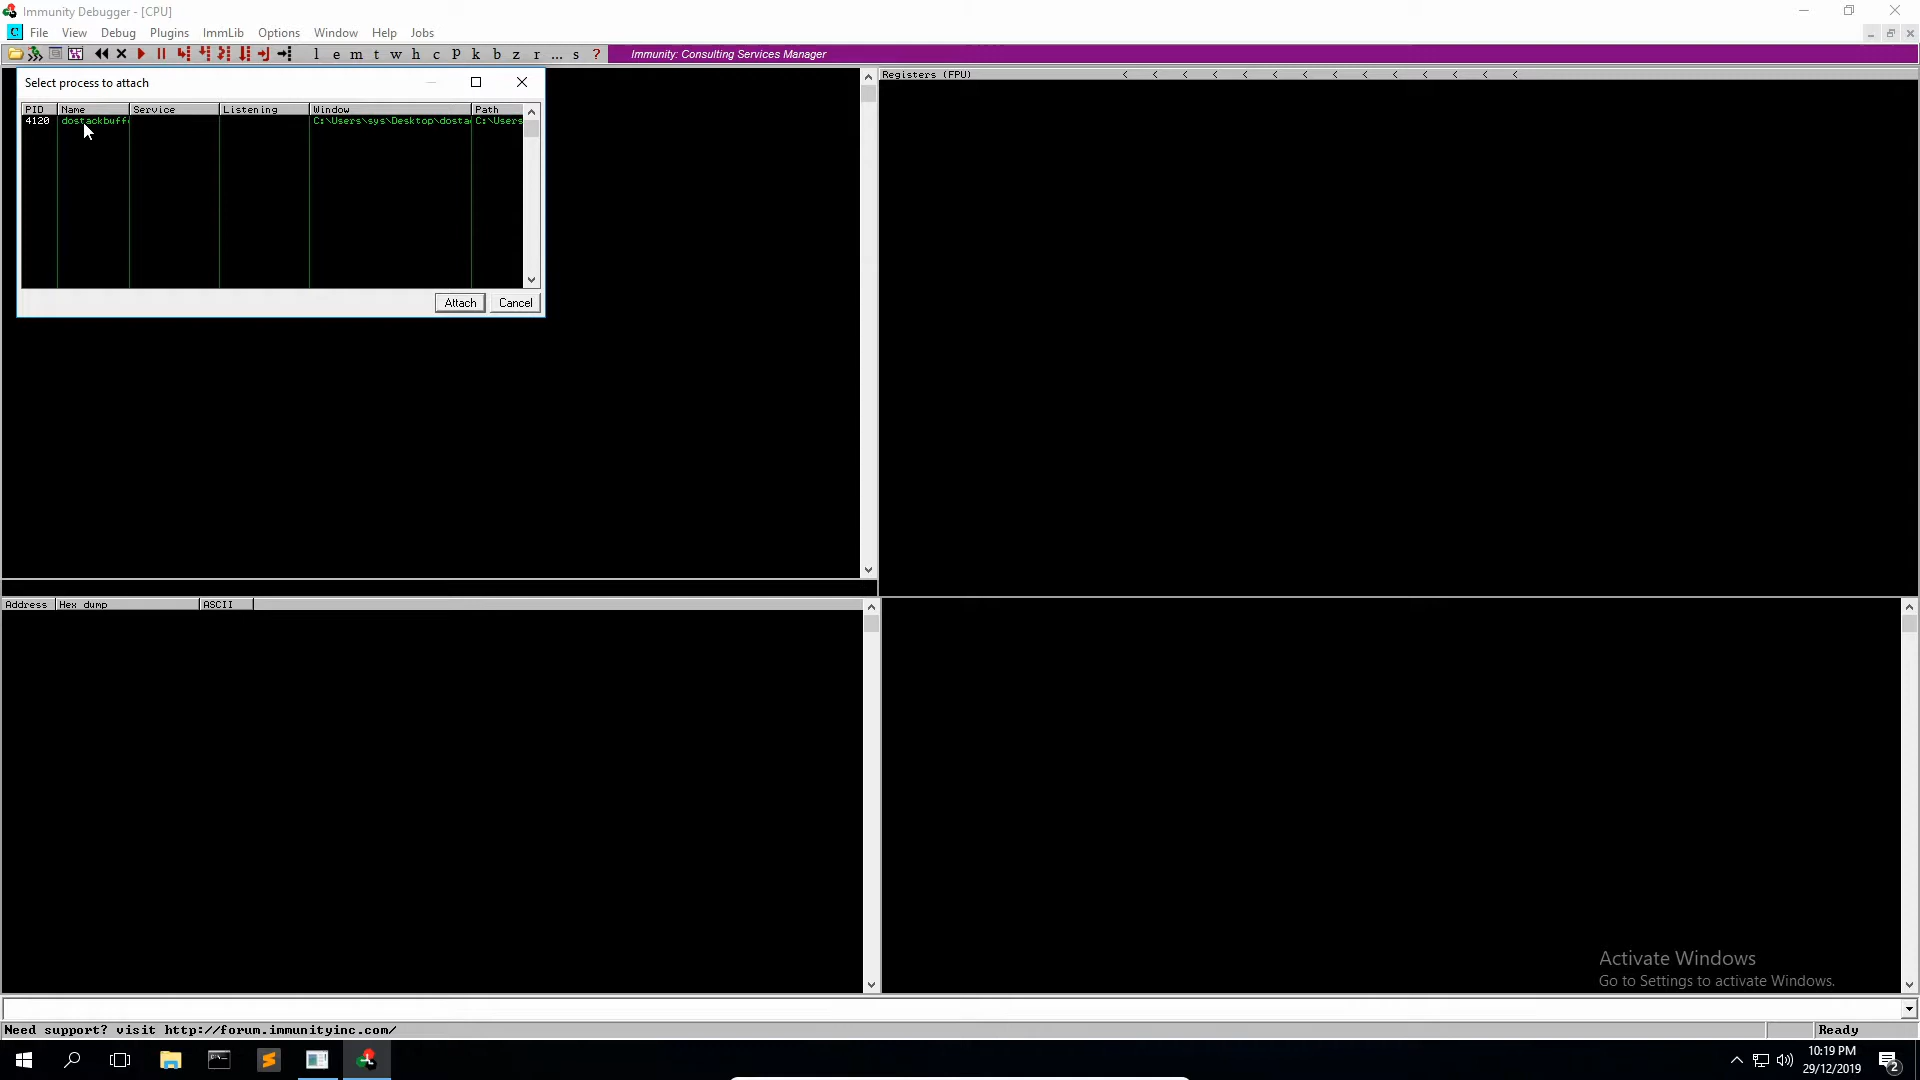 Immunity Debugger - [CPU]
C File View Debug Plugins ImmLib Options Window Help Jobs
l e m t w h c P k b z r ... s ? Immunity: Consulting Services Manager
Registers (FPU) < < < < < < < < < < < < < <
Select process to attach
PID Name Service Listening Window Path
4120 dostackbuff C:\Users\sys\Desktop\dosta C:\Users
Attach Cancel
Address Hex dump ASCII
Activate Windows
Go to Settings to activate Windows.
Need support? visit http://forum.immunityinc.com/ Ready
10:19 PM
29/12/2019
2